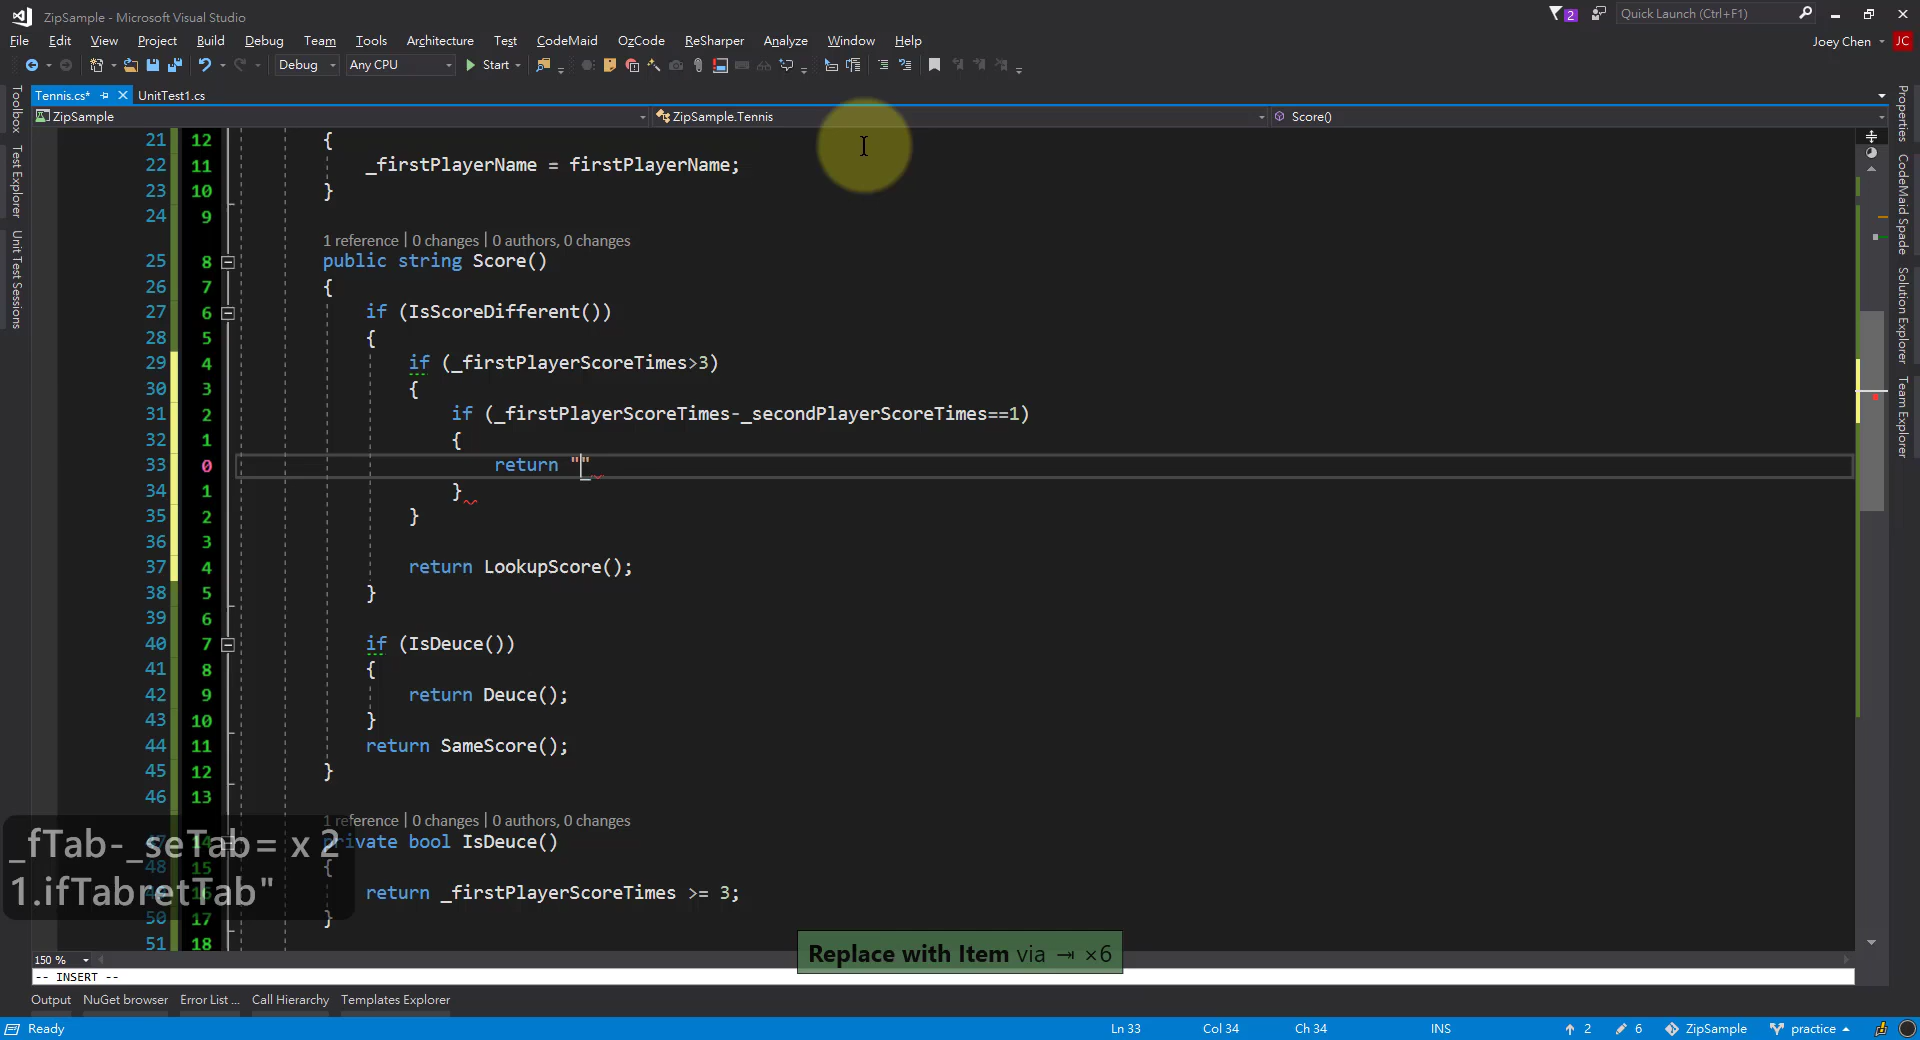 ZipSample - Microsoft Visual Studio
2
Quick Launch (Ctrl+F1)
File Edit View Project Build Debug Team Tools Architecture Test CodeMaid OzCode ReSharper Analyze Window Help
Joey Chen JC
Debug Any CPU Start
Tennis.cs* UnitTest1.cs
ZipSample ZipSample.Tennis Score()
Toolbox
Test Explorer
Unit Test Sessions
Properties
CodeMaid Spade
Solution Explorer
Team Explorer
21 12 {
22 11 _firstPlayerName = firstPlayerName;
23 10 }
24 9
1 reference | 0 changes | 0 authors, 0 changes
25 8 public string Score()
26 7 {
27 6 if (IsScoreDifferent())
28 5 {
29 4 if (_firstPlayerScoreTimes>3)
30 3 {
31 2 if (_firstPlayerScoreTimes-_secondPlayerScoreTimes==1)
32 1 {
33 0 return ""
34 1 }
35 2 }
36 3
37 4 return LookupScore();
38 5 }
39 6
40 7 if (IsDeuce())
41 8 {
42 9 return Deuce();
43 10 }
44 11 return SameScore();
45 12 }
46 13
1 reference | 0 changes | 0 authors, 0 changes
47 14 private bool IsDeuce()
48 15 {
49 16 return _firstPlayerScoreTimes >= 3;
50 17 }
51 18
_fTab-_seTab= x 2
1.ifTabretTab"
Replace with Item via ⇥ ×6
150 %
-- INSERT --
Output NuGet browser Error List ... Call Hierarchy Templates Explorer
Ready Ln 33 Col 34 Ch 34 INS 2 6 ZipSample practice